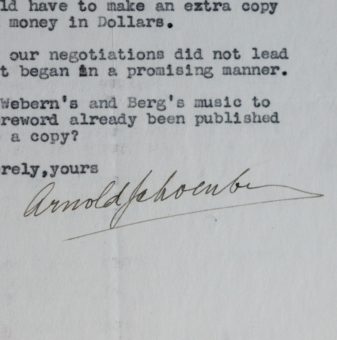 ld have to make an extra copy
money in Dollars.
our negotiations did not lead
t began in a promising manner.
Webern's and Berg's music to
reword already been published
a copy?
rely,yours
Arnold Schoenbe